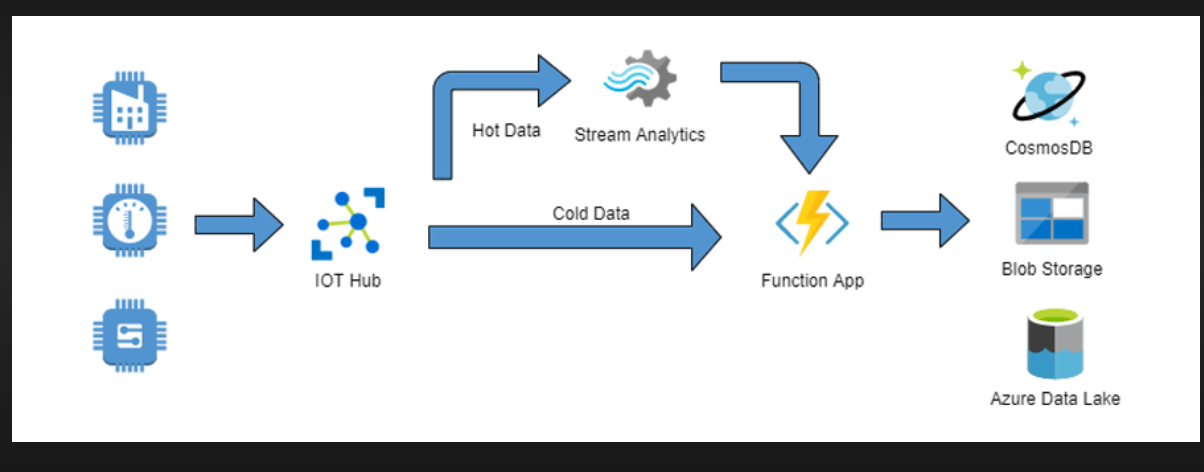 Hot Data
Stream Analytics
CosmosDB
Cold Data
IOT Hub
Function App
Blob Storage
Azure Data Lake